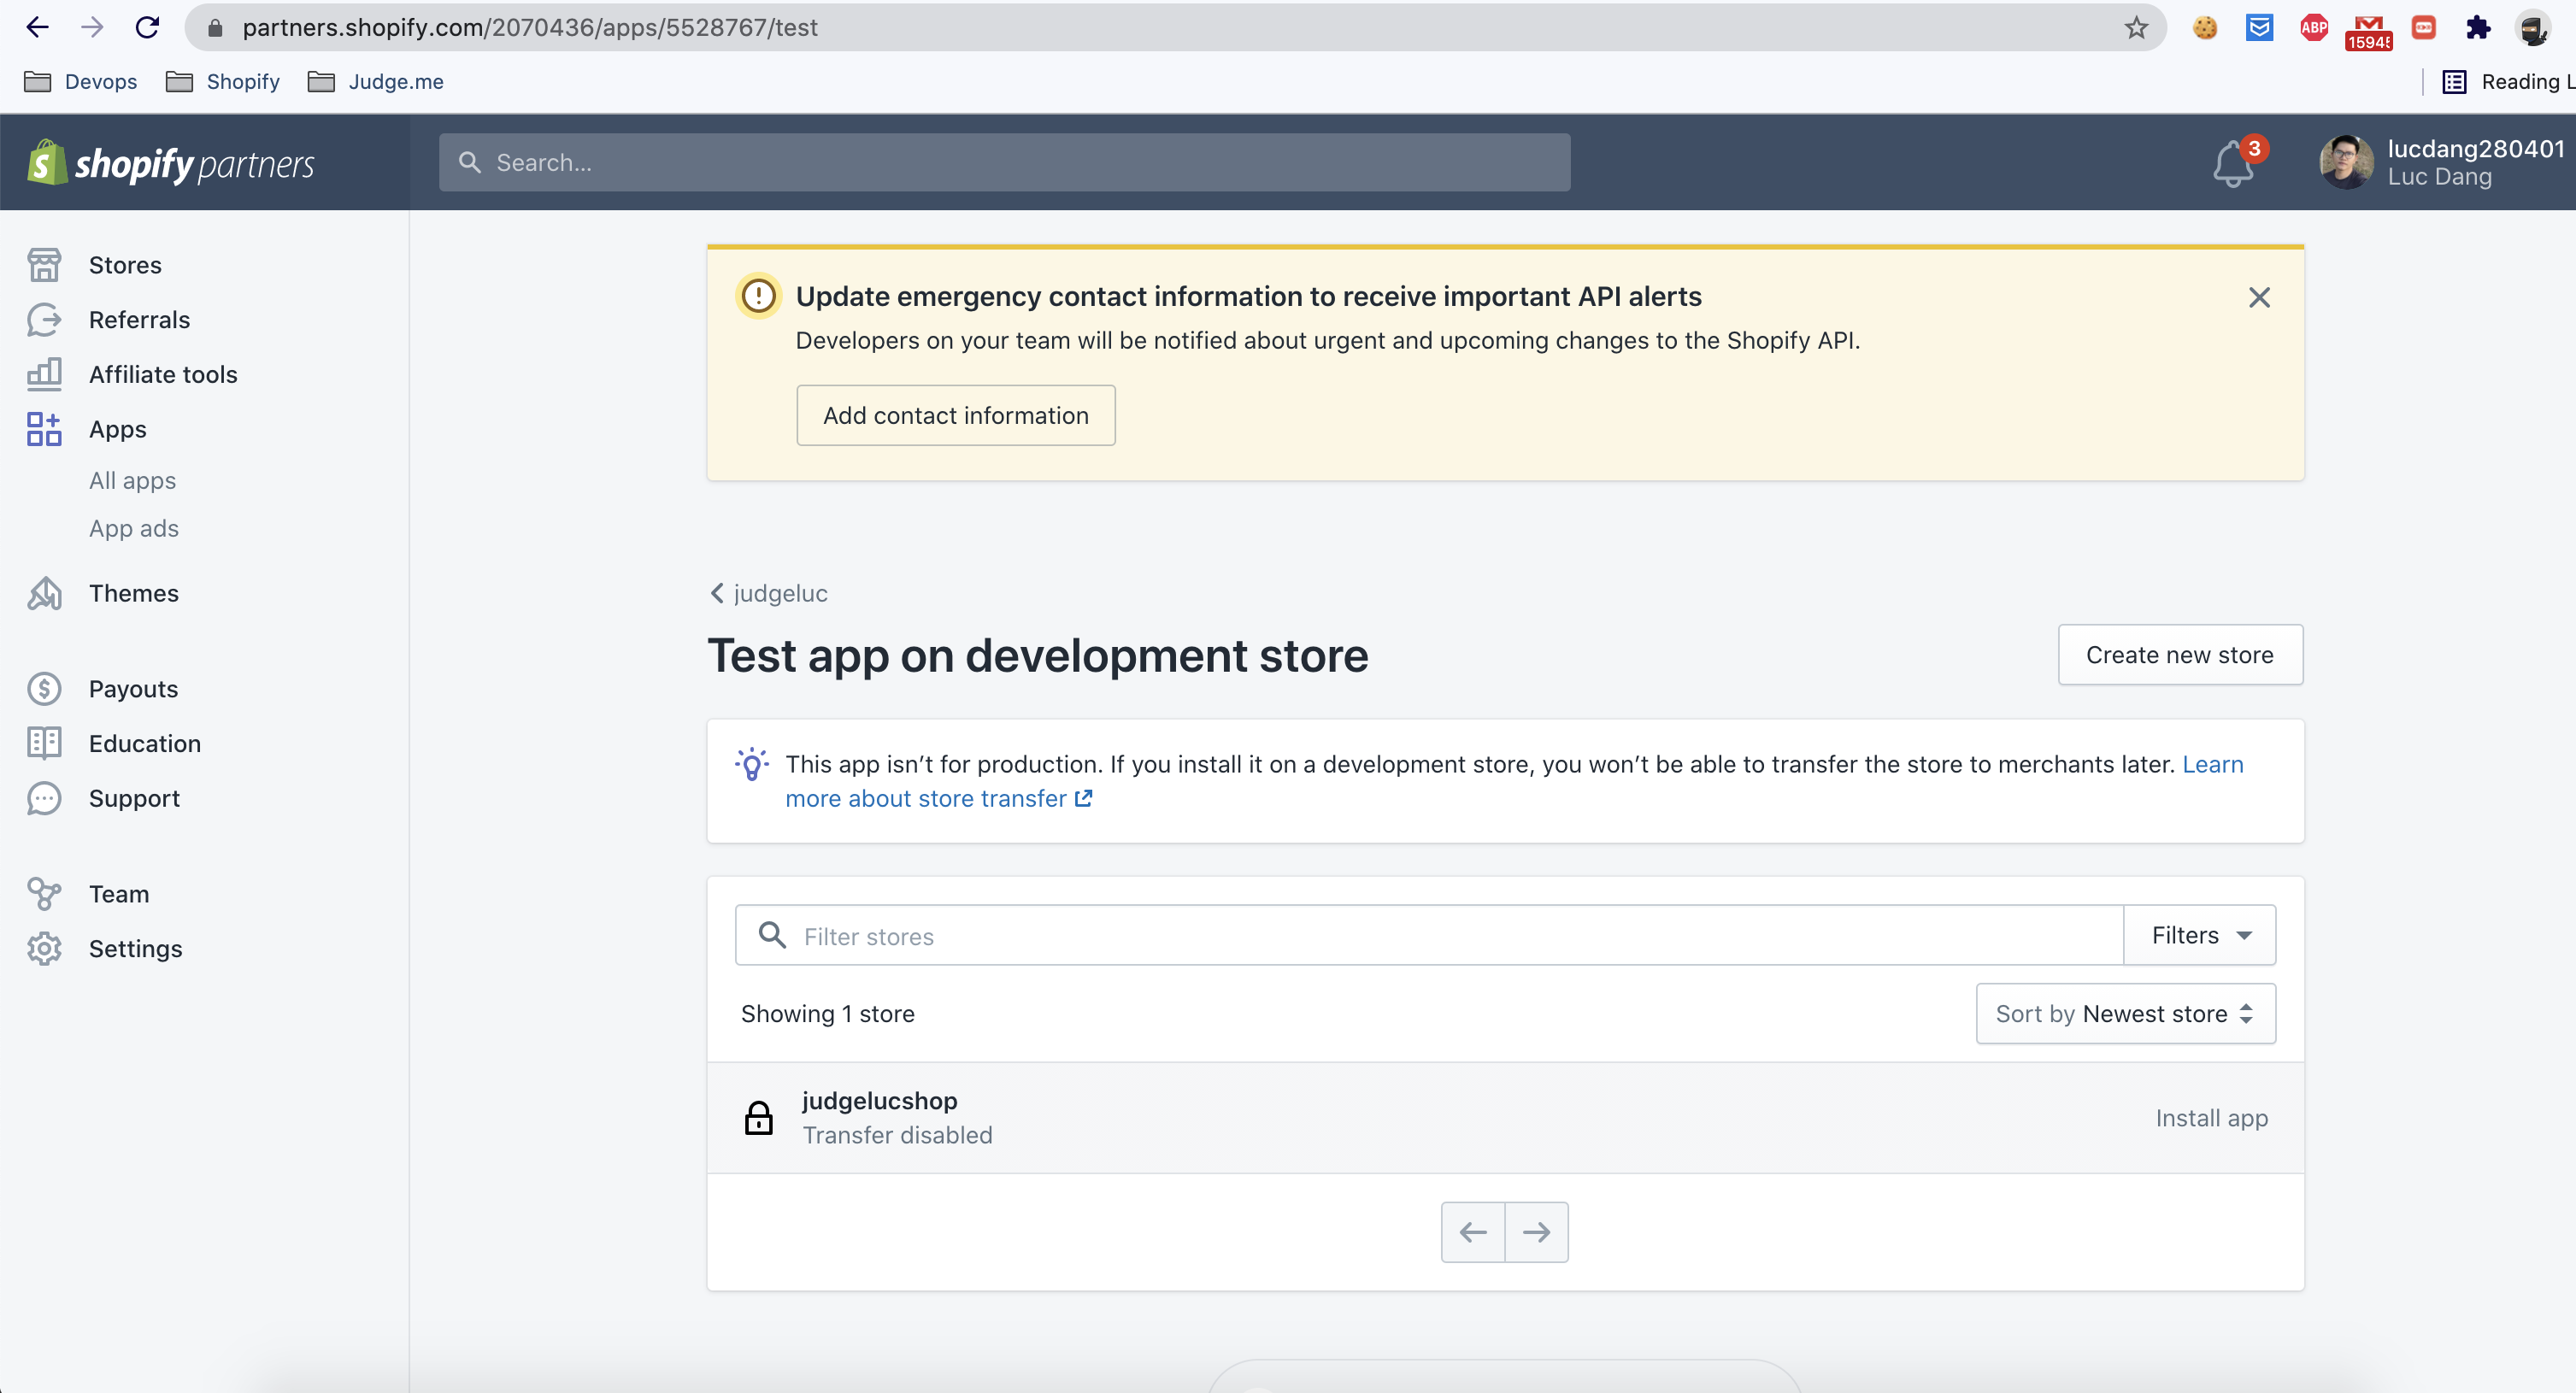 partners.shopify.com/2070436/apps/5528767/test
ABP
15945
Devops
Shopify
Judge.me
Reading L
shopify partners
Search...
3
lucdang280401
Luc Dang
Stores
Referrals
Affiliate tools
Apps
All apps
App ads
Themes
Payouts
Education
Support
Team
Settings
Update emergency contact information to receive important API alerts
Developers on your team will be notified about urgent and upcoming changes to the Shopify API.
Add contact information
judgeluc
Test app on development store
Create new store
This app isn’t for production. If you install it on a development store, you won’t be able to transfer the store to merchants later. Learn
more about store transfer
Filter stores
Filters
Showing 1 store
Sort by Newest store
judgelucshop
Transfer disabled
Install app